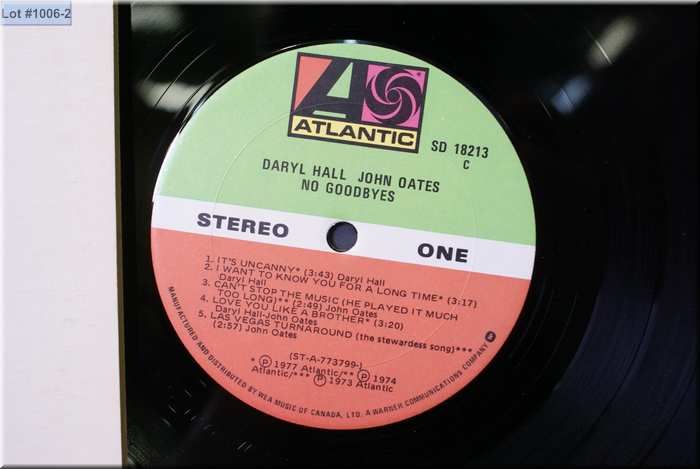 Lot #1006-2
ATLANTIC
SD 18213
C
DARYL HALL JOHN OATES
NO GOODBYES
STEREO ONE
1. IT'S UNCANNY* (3:43) Daryl Hall
2. I WANT TO KNOW YOU FOR A LONG TIME* (3:17)
Daryl Hall
3. CAN'T STOP THE MUSIC (HE PLAYED IT MUCH
TOO LONG)** (2:49) John Oates
4. LOVE YOU LIKE A BROTHER* (3:20)
Daryl Hall-John Oates
5. LAS VEGAS TURNAROUND (the stewardess song)***
(2:57) John Oates
(ST-A-773799-)
* ℗ 1977 Atlantic/** ℗ 1974
Atlantic/*** ℗ 1973 Atlantic
MANUFACTURED AND DISTRIBUTED BY WEA MUSIC OF CANADA, LTD. A WARNER COMMUNICATIONS COMPANY